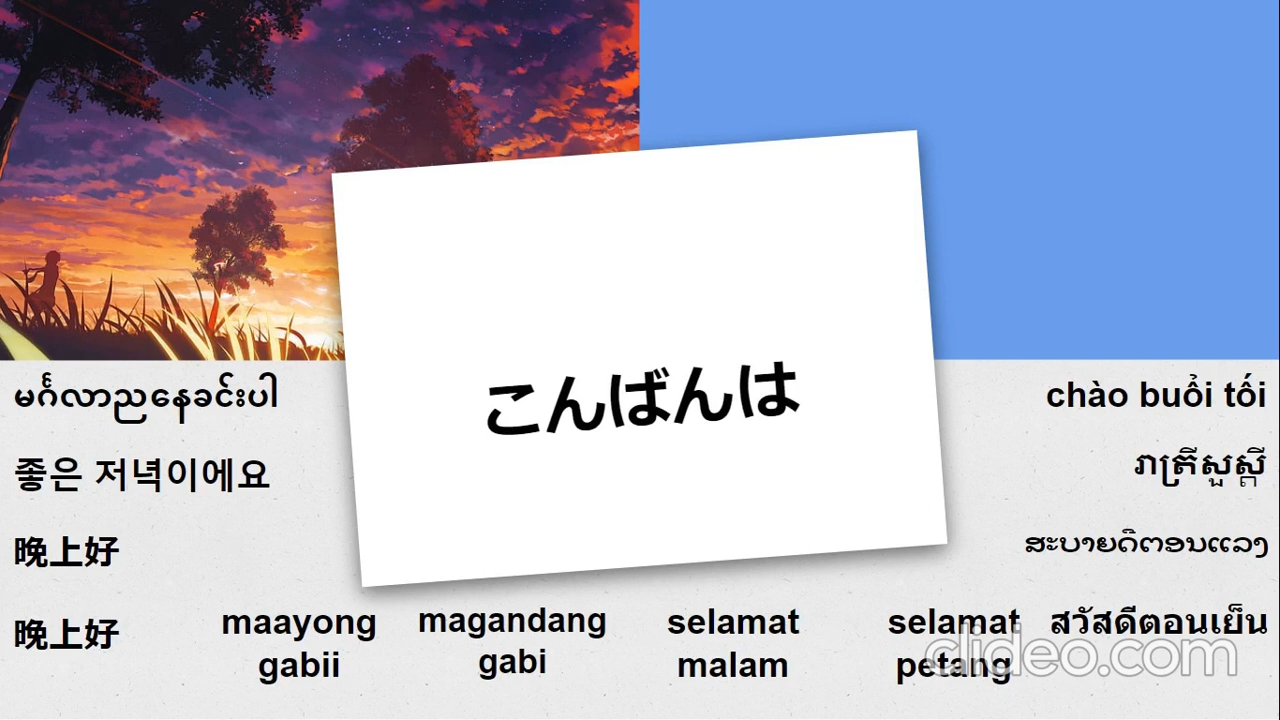 こんばんは
မင်္ဂလာညနေခင်းပါ
좋은 저녁이에요
晚上好
晚上好
maayong
gabii
magandang
gabi
selamat
malam
selamat
petang
chào buổi tối
រាត្រីសួស្តី
ສະບາຍດີຕອນແລງ
สวัสดีตอนเย็น
clideo.com